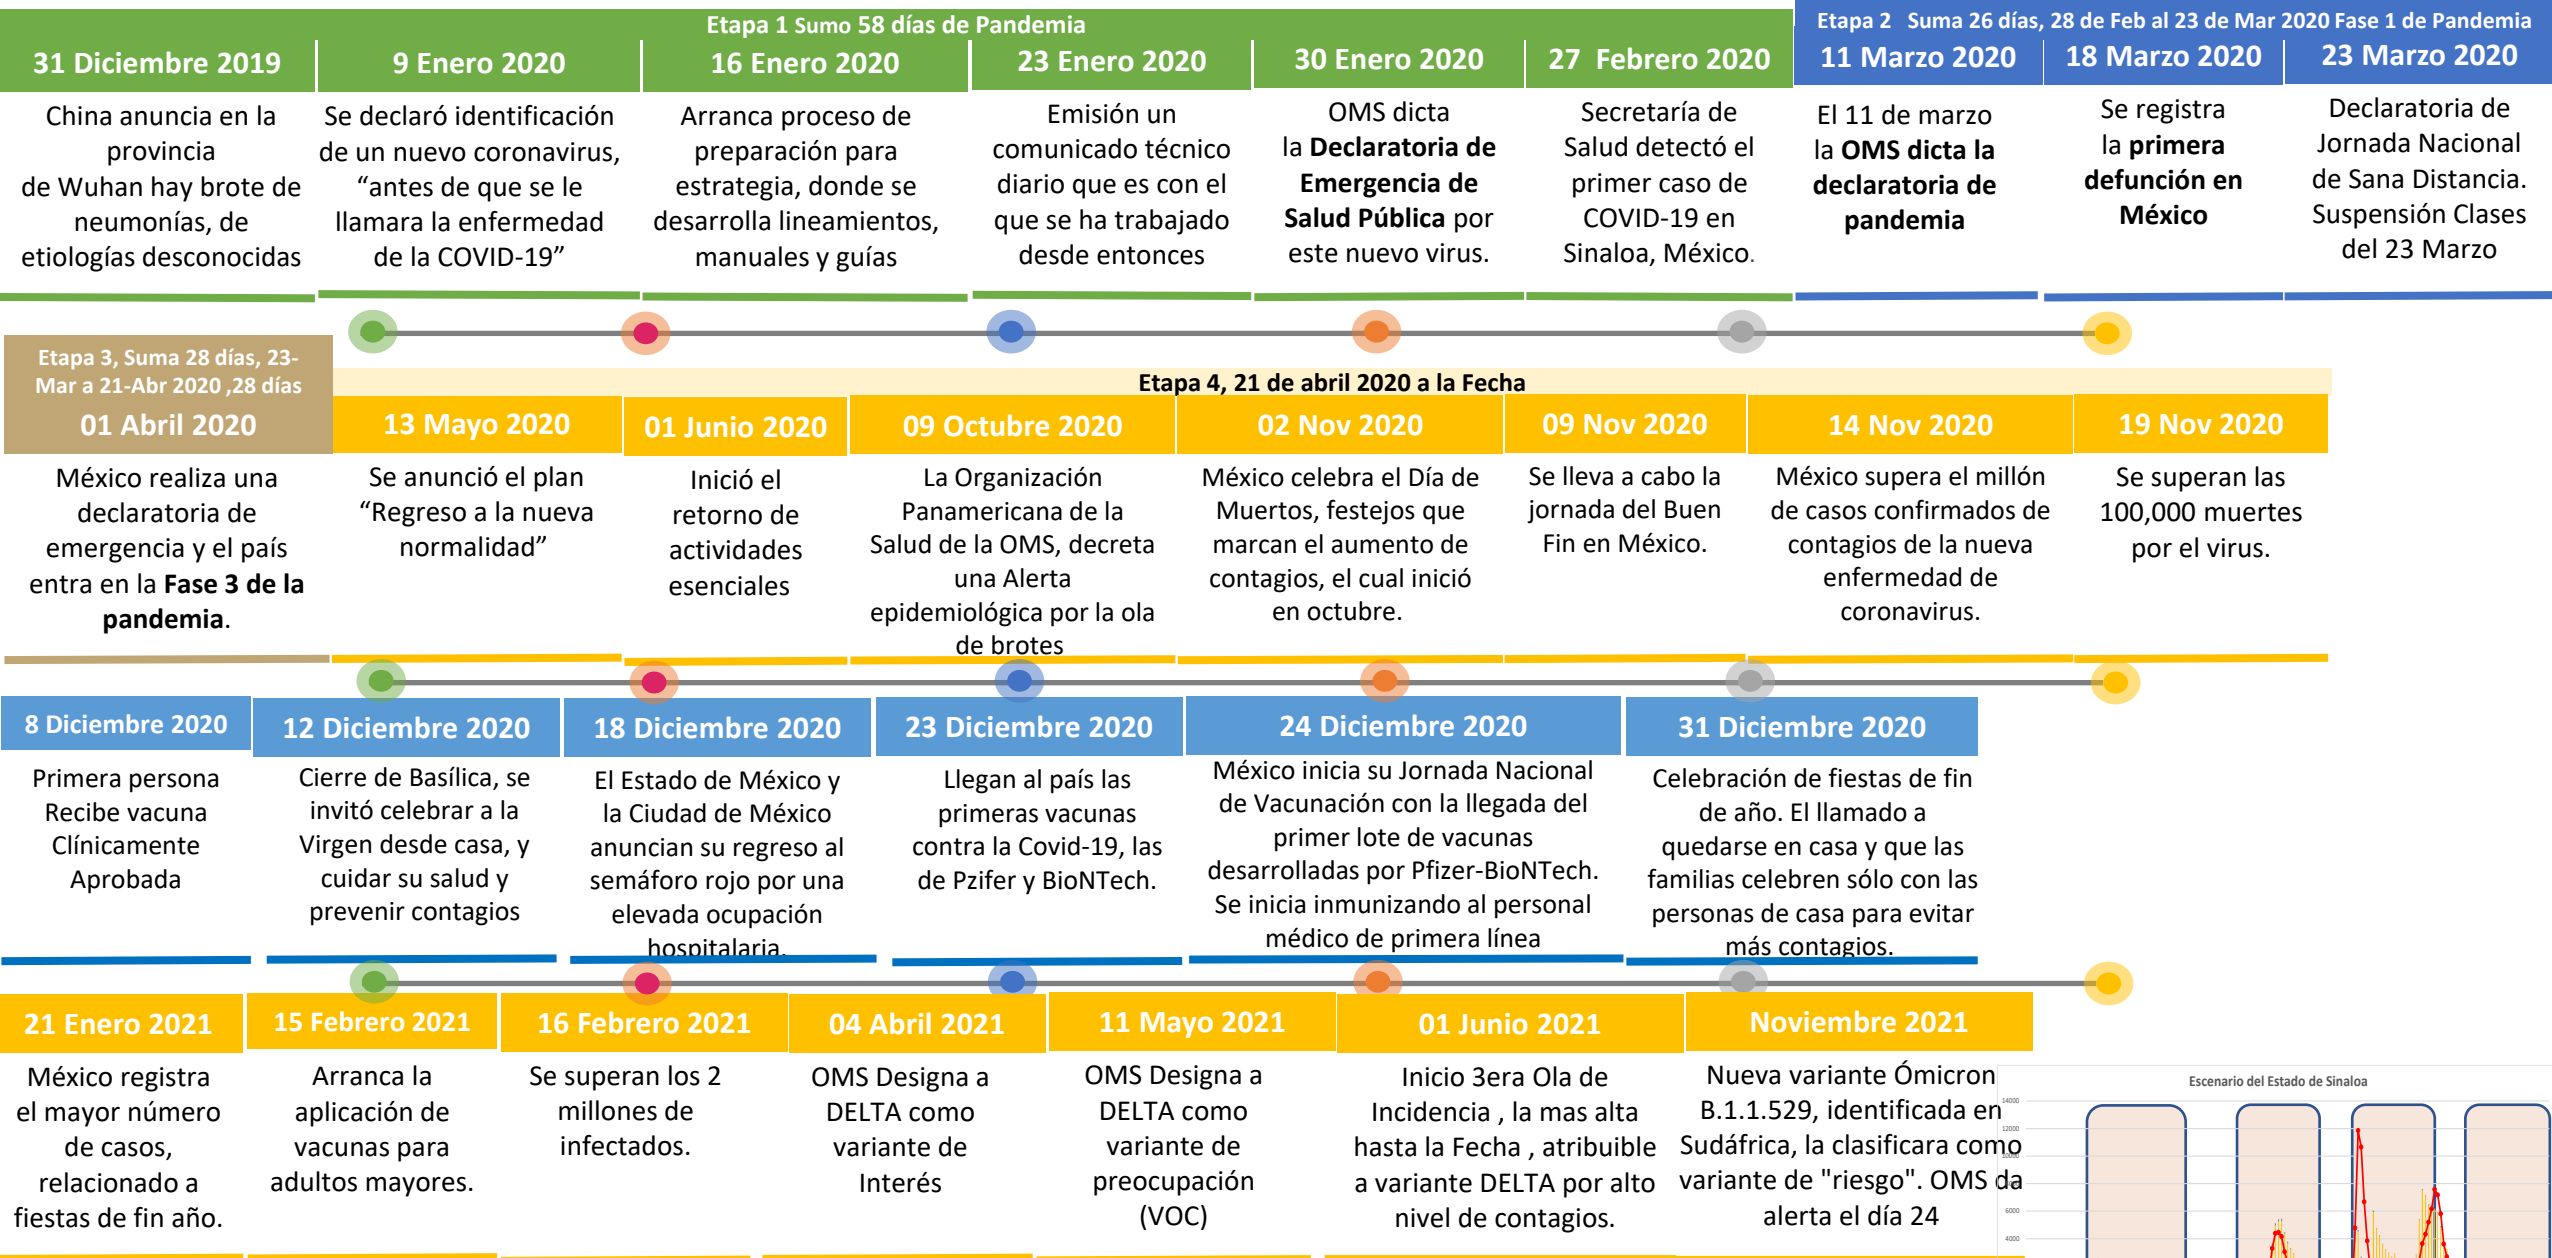 Etapa 1 Sumo 58 días de Pandemia
Etapa 2 Suma 26 días, 28 de Feb al 23 de Mar 2020 Fase 1 de Pandemia
31 Diciembre 2019
China anuncia en la
provincia
de Wuhan hay brote de
neumonías, de
etiologías desconocidas
9 Enero 2020
Se declaró identificación
de un nuevo coronavirus,
“antes de que se le
llamara la enfermedad
de la COVID-19”
16 Enero 2020
Arranca proceso de
preparación para
estrategia, donde se
desarrolla lineamientos,
manuales y guías
23 Enero 2020
Emisión un
comunicado técnico
diario que es con el
que se ha trabajado
desde entonces
30 Enero 2020
OMS dicta
la Declaratoria de
Emergencia de
Salud Pública por
este nuevo virus.
27 Febrero 2020
Secretaría de
Salud detectó el
primer caso de
COVID-19 en
Sinaloa, México.
11 Marzo 2020
El 11 de marzo
la OMS dicta la
declaratoria de
pandemia
18 Marzo 2020
Se registra
la primera
defunción en
México
23 Marzo 2020
Declaratoria de
Jornada Nacional
de Sana Distancia.
Suspensión Clases
del 23 Marzo
Etapa 3, Suma 28 días, 23-
Mar a 21-Abr 2020 ,28 días
01 Abril 2020
México realiza una
declaratoria de
emergencia y el país
entra en la Fase 3 de la
pandemia.
Etapa 4, 21 de abril 2020 a la Fecha
13 Mayo 2020
Se anunció el plan
“Regreso a la nueva
normalidad”
01 Junio 2020
Inició el
retorno de
actividades
esenciales
09 Octubre 2020
La Organización
Panamericana de la
Salud de la OMS, decreta
una Alerta
epidemiológica por la ola
de brotes
02 Nov 2020
México celebra el Día de
Muertos, festejos que
marcan el aumento de
contagios, el cual inició
en octubre.
09 Nov 2020
Se lleva a cabo la
jornada del Buen
Fin en México.
14 Nov 2020
México supera el millón
de casos confirmados de
contagios de la nueva
enfermedad de
coronavirus.
19 Nov 2020
Se superan las
100,000 muertes
por el virus.
8 Diciembre 2020
Primera persona
Recibe vacuna
Clínicamente
Aprobada
12 Diciembre 2020
Cierre de Basílica, se
invitó celebrar a la
Virgen desde casa, y
cuidar su salud y
prevenir contagios
18 Diciembre 2020
El Estado de México y
la Ciudad de México
anuncian su regreso al
semáforo rojo por una
elevada ocupación
hospitalaria.
23 Diciembre 2020
Llegan al país las
primeras vacunas
contra la Covid-19, las
de Pzifer y BioNTech.
24 Diciembre 2020
México inicia su Jornada Nacional
de Vacunación con la llegada del
primer lote de vacunas
desarrolladas por Pfizer-BioNTech.
Se inicia inmunizando al personal
médico de primera línea
31 Diciembre 2020
Celebración de fiestas de fin
de año. El llamado a
quedarse en casa y que las
familias celebren sólo con las
personas de casa para evitar
más contagios.
21 Enero 2021
México registra
el mayor número
de casos,
relacionado a
fiestas de fin año.
15 Febrero 2021
Arranca la
aplicación de
vacunas para
adultos mayores.
16 Febrero 2021
Se superan los 2
millones de
infectados.
04 Abril 2021
OMS Designa a
DELTA como
variante de
Interés
11 Mayo 2021
OMS Designa a
DELTA como
variante de
preocupación
(VOC)
01 Junio 2021
Inicio 3era Ola de
Incidencia , la mas alta
hasta la Fecha , atribuible
a variante DELTA por alto
nivel de contagios.
Noviembre 2021
Nueva variante Ómicron
B.1.1.529, identificada en
Sudáfrica, la clasificara como
variante de "riesgo". OMS da
alerta el día 24
Escenario del Estado de Sinaloa
14000
12000
10000
6000
4000